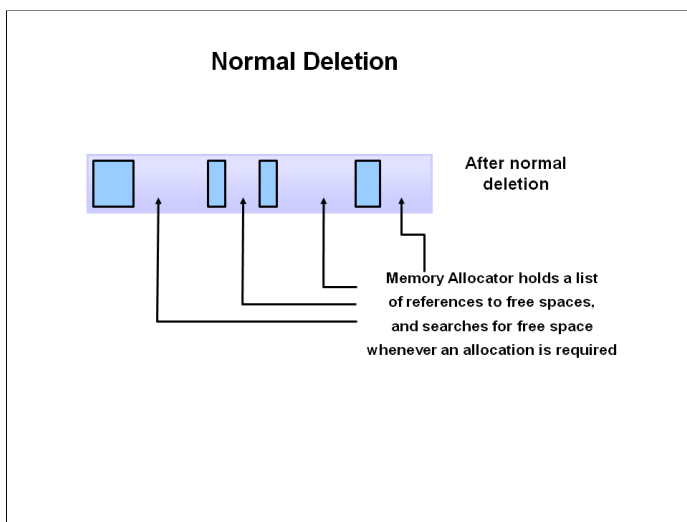 Normal Deletion
After normal
deletion
Memory Allocator holds a list
of references to free spaces,
and searches for free space
whenever an allocation is required